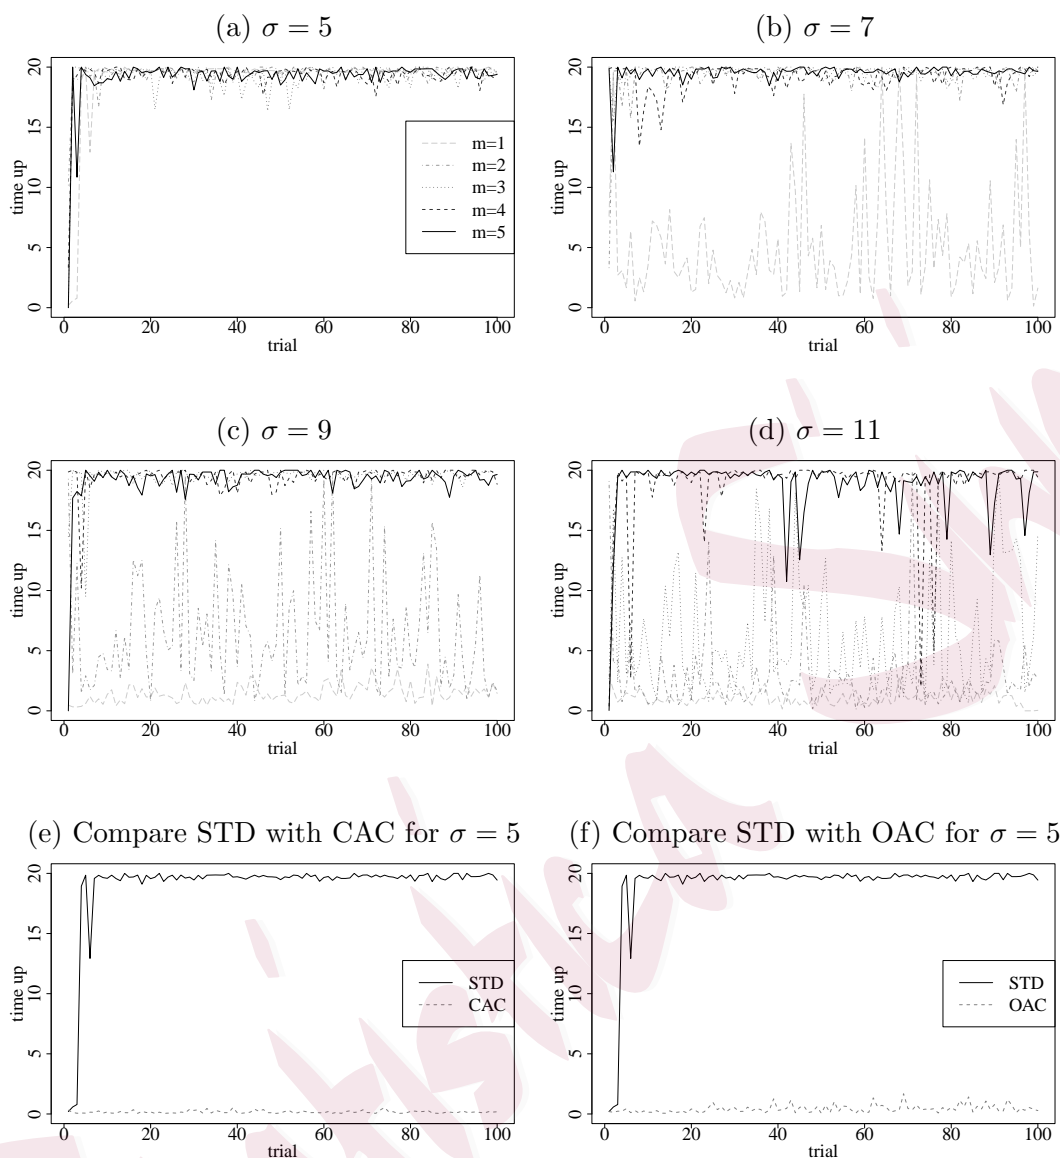 (a) σ = 5
(b) σ = 7
time up
0
5
10
15
20
0
20
40
60
80
100
trial
m=1
m=2
m=3
m=4
m=5
time up
0
5
10
15
20
0
20
40
60
80
100
trial
(c) σ = 9
(d) σ = 11
time up
0
5
10
15
20
0
20
40
60
80
100
trial
time up
0
5
10
15
20
0
20
40
60
80
100
trial
(e) Compare STD with CAC for σ = 5
(f) Compare STD with OAC for σ = 5
time up
0
5
10
15
20
0
20
40
60
80
100
trial
STD
CAC
time up
0
5
10
15
20
0
20
40
60
80
100
trial
STD
OAC